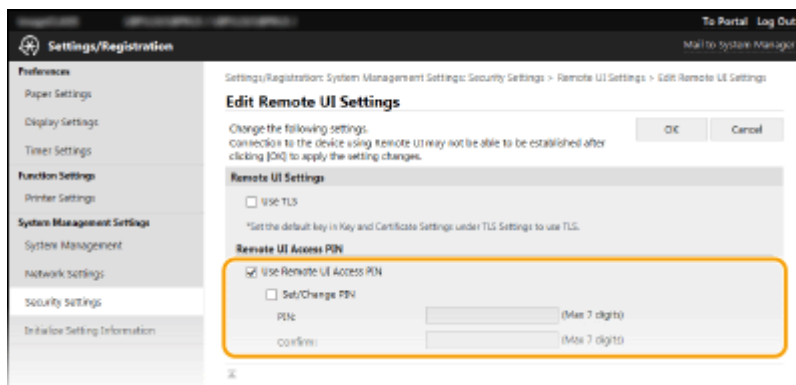 To Portal Log Out
Settings/Registration
Mail to System Manager
Preferences
Paper Settings
Display Settings
Timer Settings
Function Settings
Printer Settings
System Management Settings
System Management
Network Settings
Security Settings
Initialize Setting Information
Settings/Registration: System Management Settings: Security Settings > Remote UI Settings > Edit Remote UI Settings
Edit Remote UI Settings
Change the following settings.
Connection to the device using Remote UI may not be able to be established after
clicking [OK] to apply the setting changes.
OK
Cancel
Remote UI Settings
Use TLS
*Set the default key in Key and Certificate Settings under TLS Settings to use TLS.
Remote UI Access PIN
Use Remote UI Access PIN
Set/Change PIN
PIN: (Max 7 digits)
Confirm: (Max 7 digits)